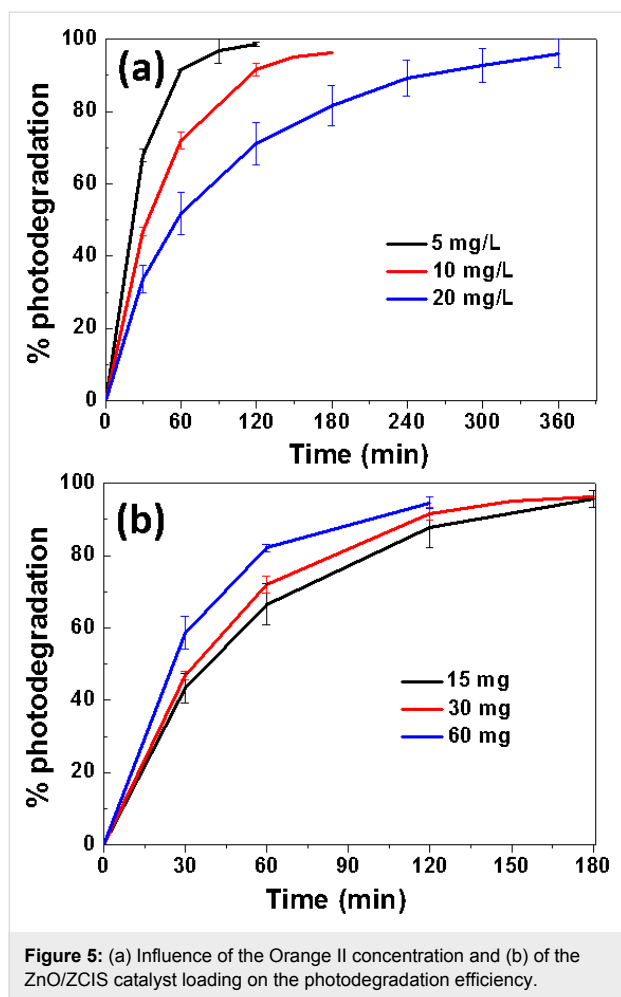 (a)
% photodegradation
100
80
60
40
20
0
5 mg/L
10 mg/L
20 mg/L
0 60 120 180 240 300 360
Time (min)
(b)
% photodegradation
100
80
60
40
20
0
15 mg
30 mg
60 mg
0 30 60 90 120 150 180
Time (min)
Figure 5: (a) Influence of the Orange II concentration and (b) of the
ZnO/ZCIS catalyst loading on the photodegradation efficiency.